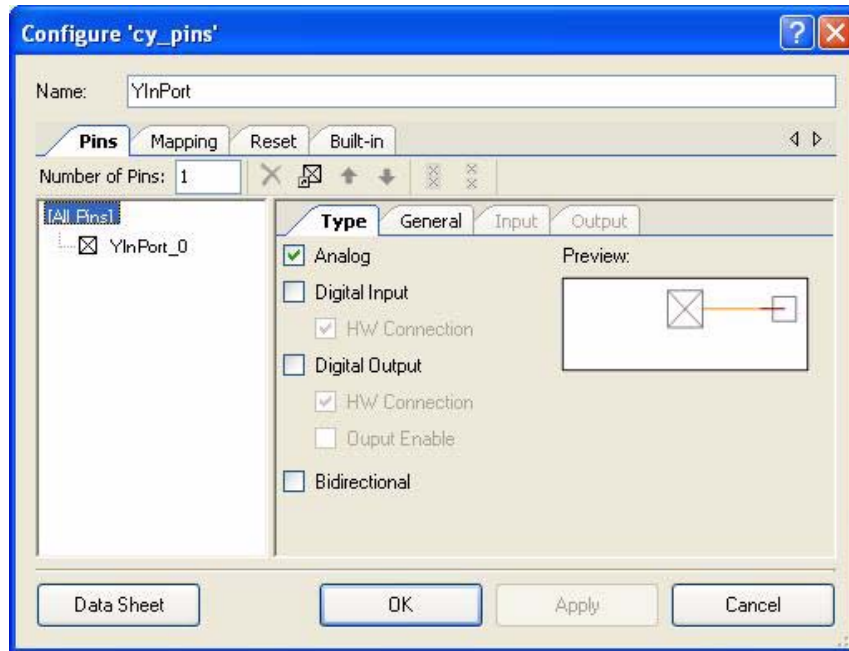 Configure 'cy_pins'
Name: YInPort
Pins Mapping Reset Built-in
Number of Pins: 1
[All Pins]
YInPort_0
Type General Input Output
Analog
Preview:
Digital Input
HW Connection
Digital Output
HW Connection
Ouput Enable
Bidirectional
Data Sheet OK Apply Cancel